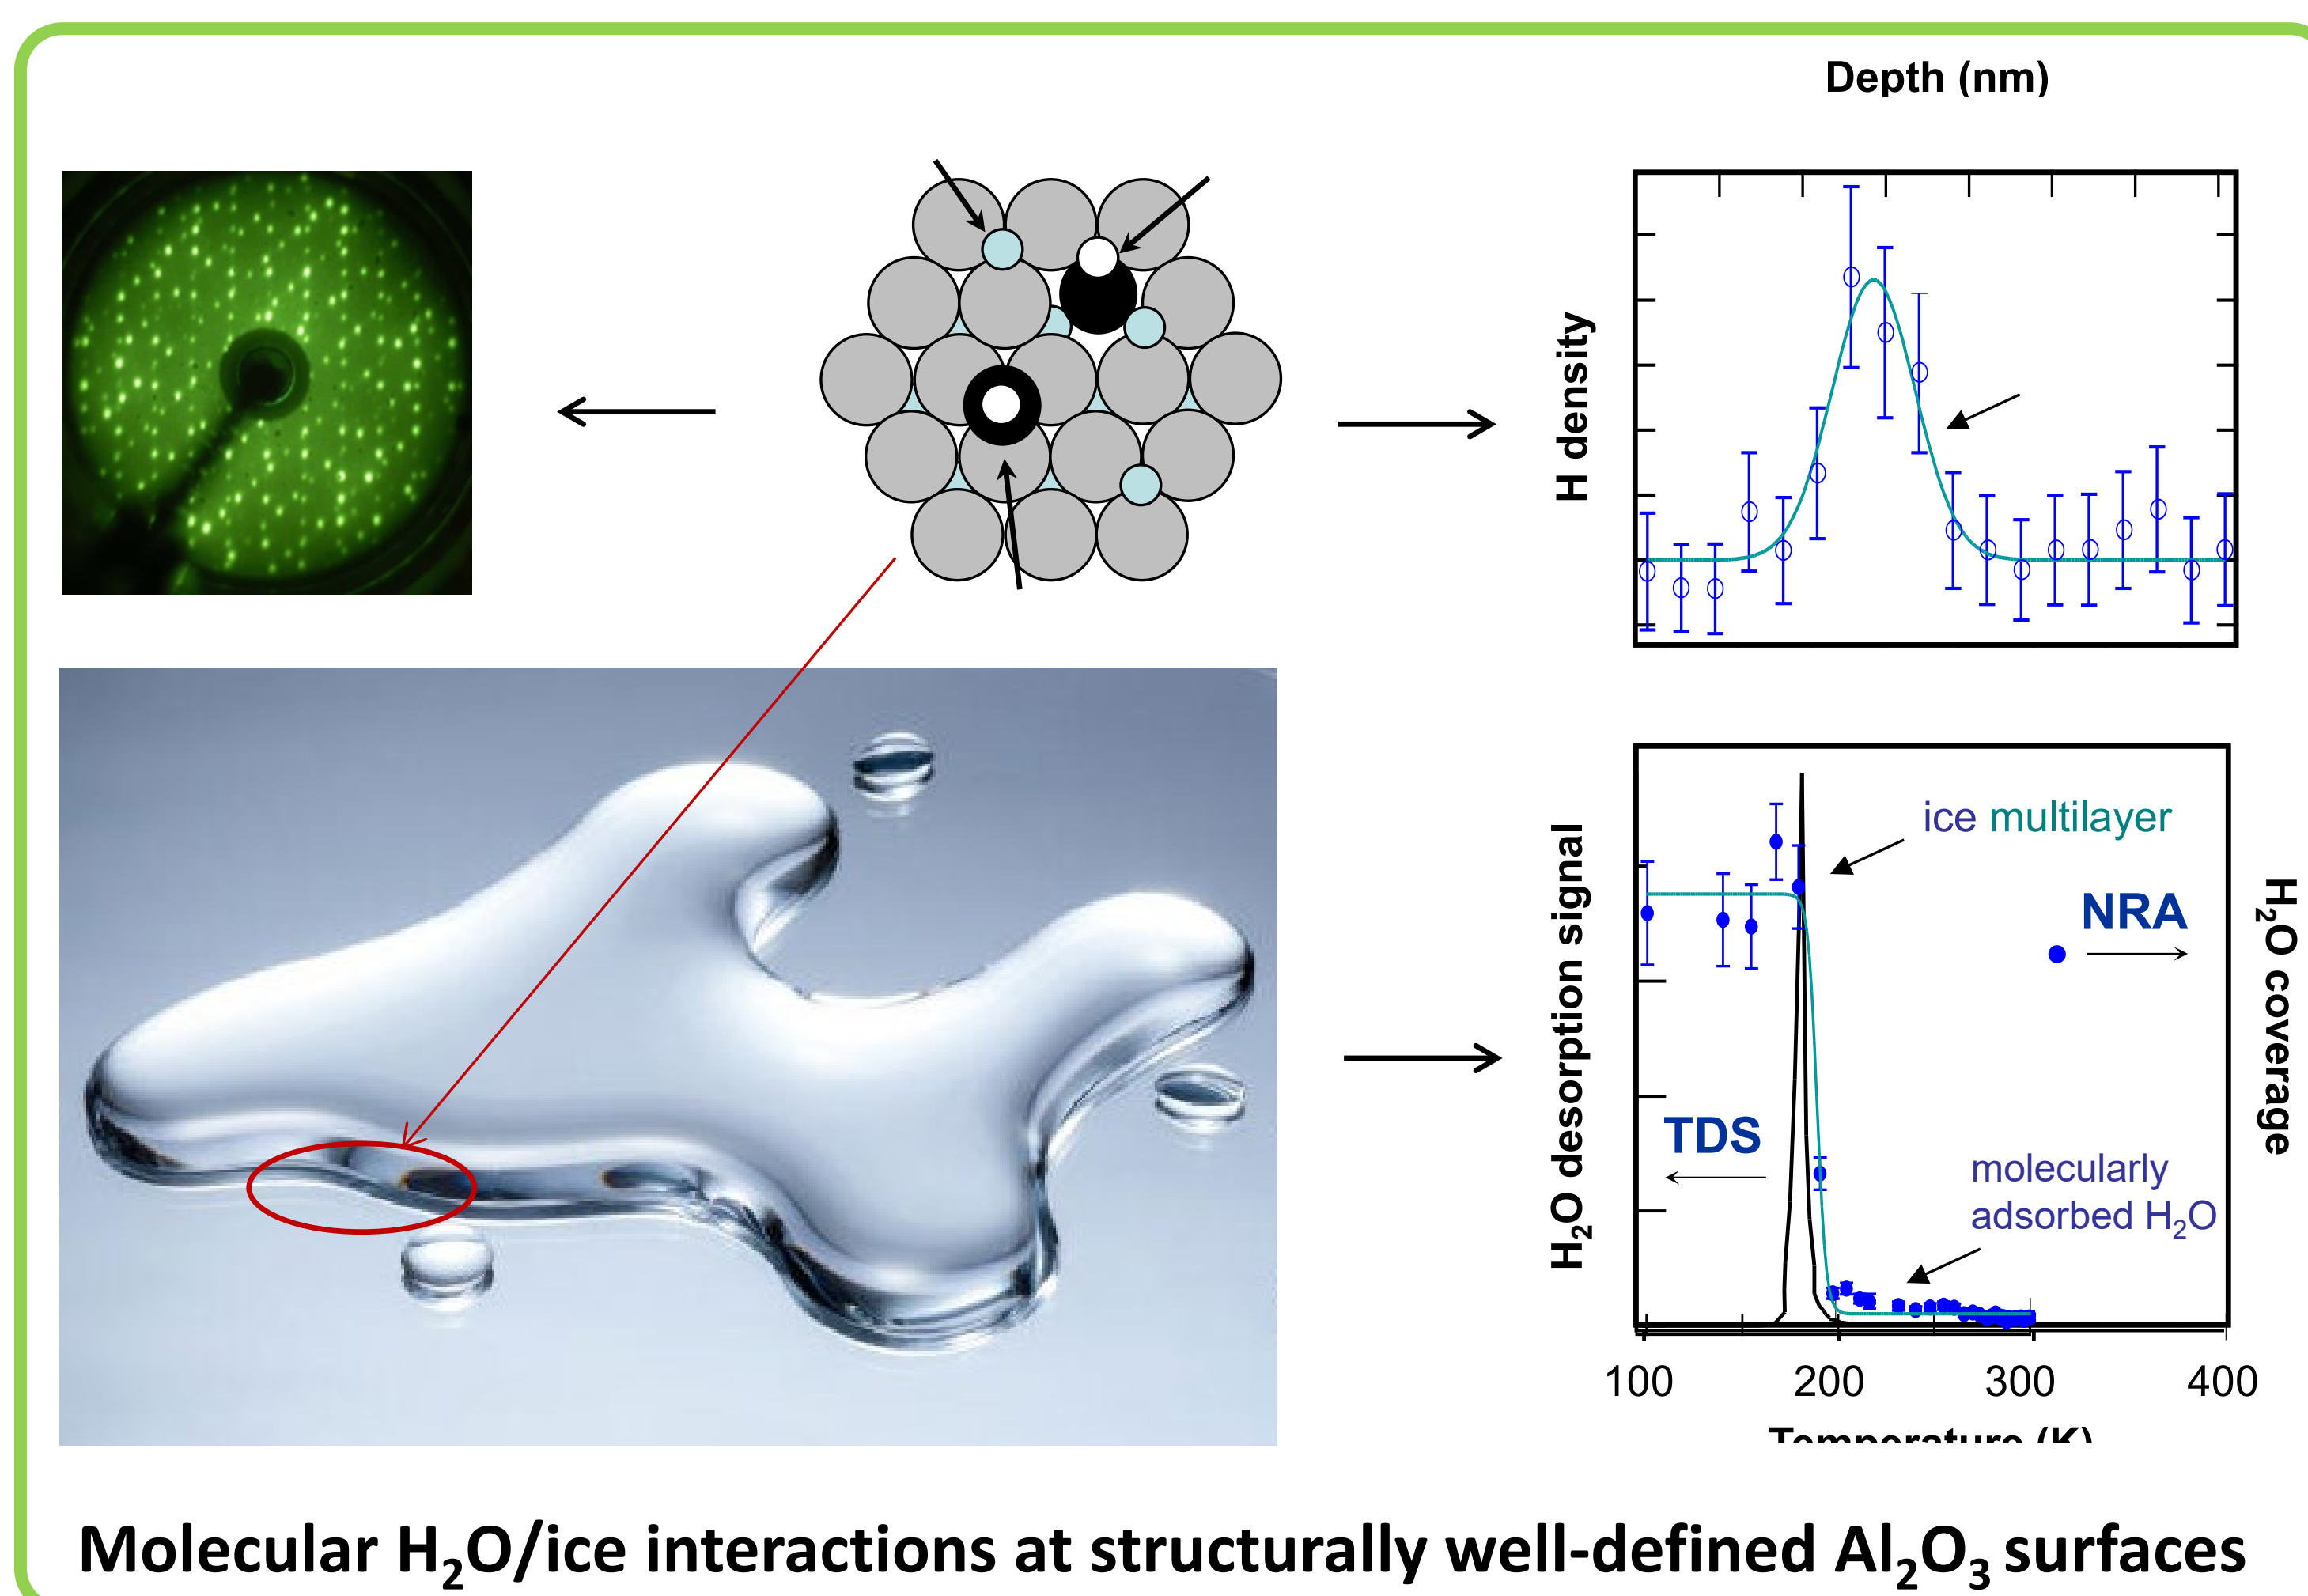 Depth (nm)
H density
H₂O desorption signal
ice multilayer
NRA
TDS
molecularly
adsorbed H₂O
H₂O coverage
100 200 300 400
Temperature (K)
Molecular H₂O/ice interactions at structurally well-defined Al₂O₃ surfaces